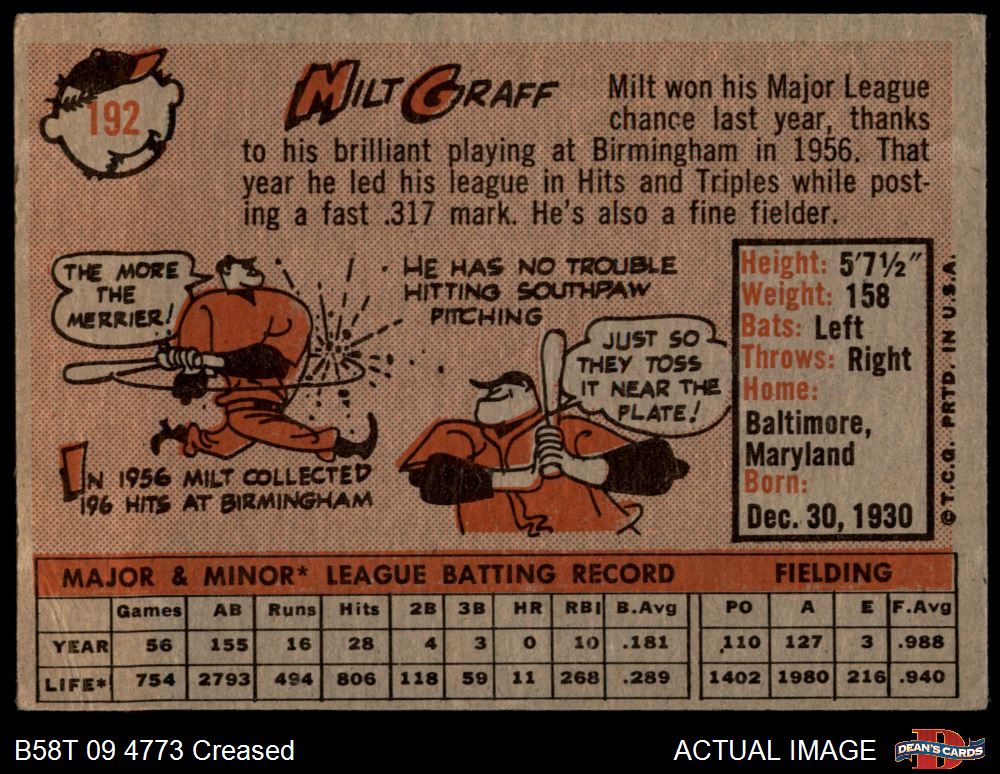 192
MILT GRAFF
Milt won his Major League
chance last year, thanks
to his brilliant playing at Birmingham in 1956. That
year he led his league in Hits and Triples while post-
ing a fast .317 mark. He's also a fine fielder.
THE MORE
THE
MERRIER!
HE HAS NO TROUBLE
HITTING SOUTHPAW
PITCHING
JUST SO
THEY TOSS
IT NEAR THE
PLATE!
IN 1956 MILT COLLECTED
196 HITS AT BIRMINGHAM
Height: 5'7½"
Weight: 158
Bats: Left
Throws: Right
Home:
Baltimore,
Maryland
Born:
Dec. 30, 1930
© T.C.G. PRT'D. IN U.S.A.
MAJOR & MINOR* LEAGUE BATTING RECORD FIELDING
Games AB Runs Hits 2B 3B HR RBI B.Avg PO A E F.Avg
YEAR 56 155 16 28 4 3 0 10 .181 110 127 3 .988
LIFE* 754 2793 494 806 118 59 11 268 .289 1402 1980 216 .940
B58T 09 4773 Creased
ACTUAL IMAGE
D
DEAN'S CARDS